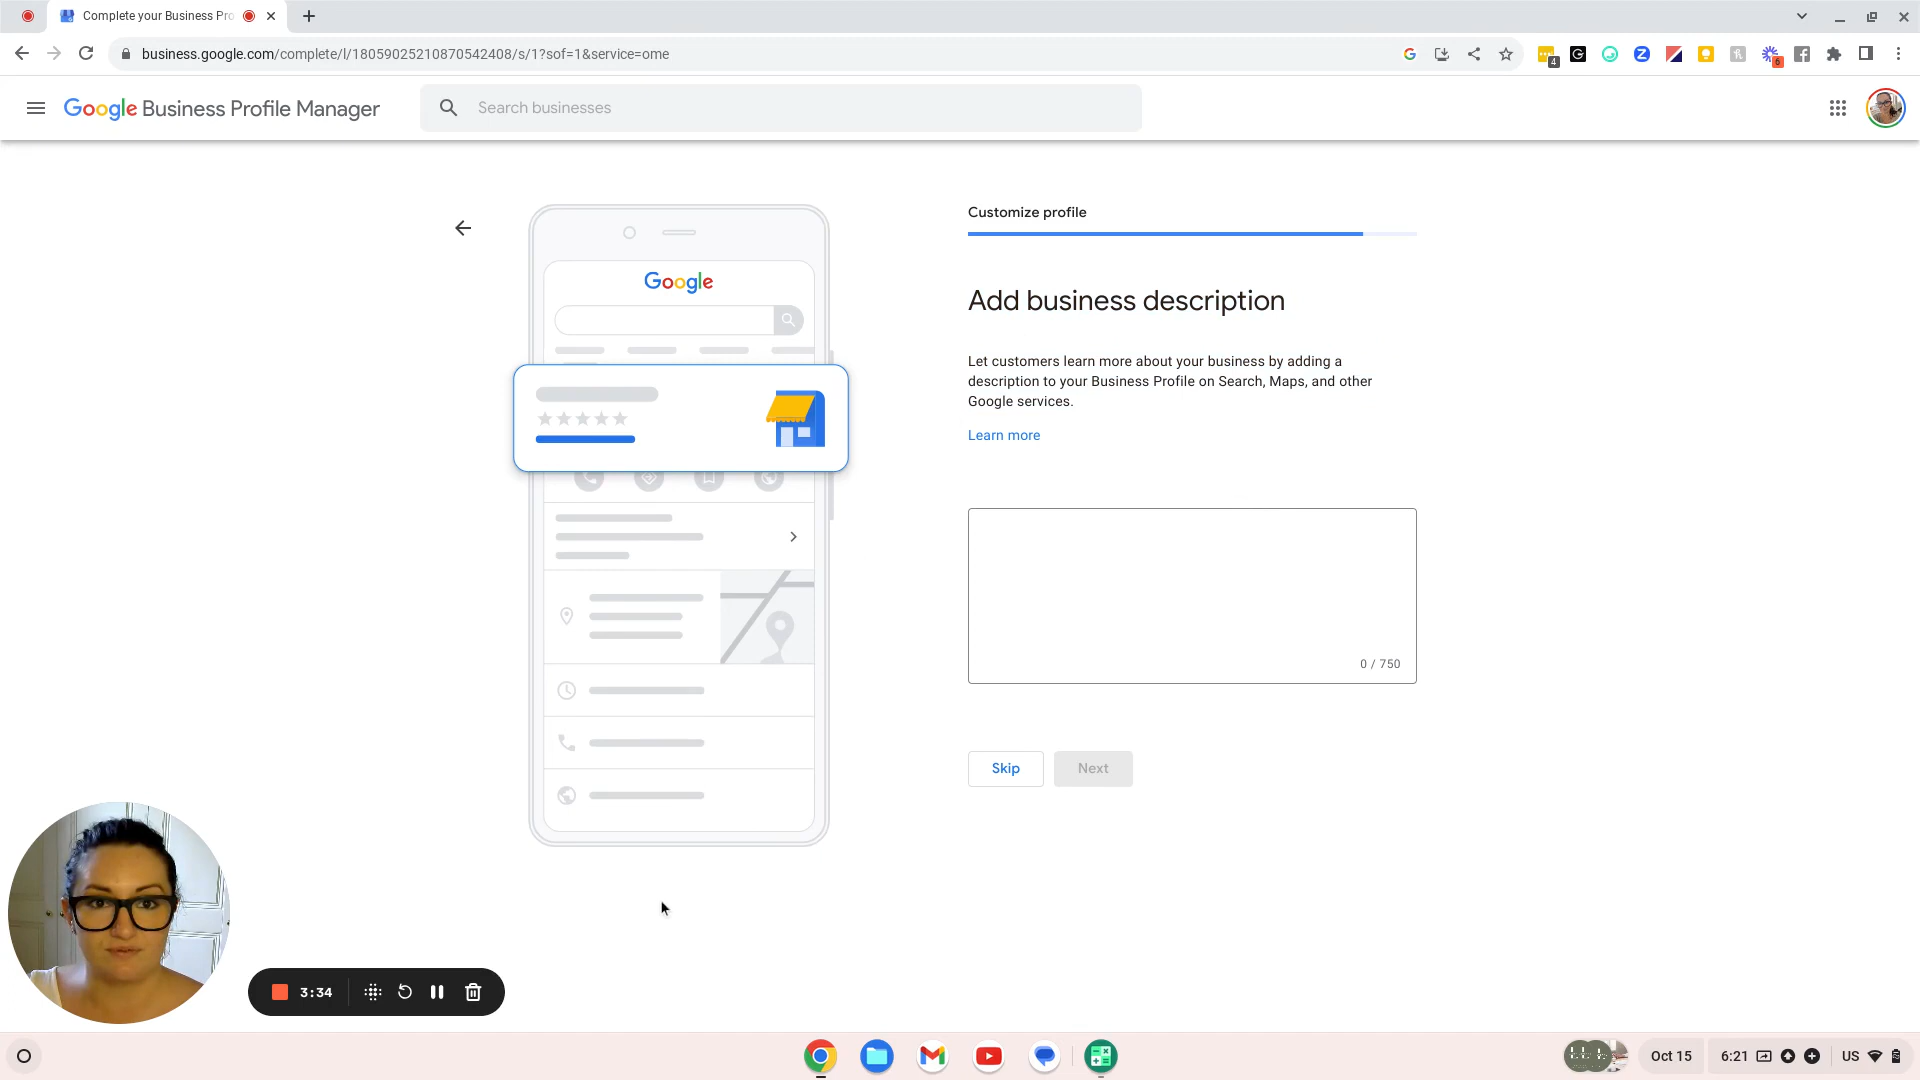 Complete your Business Pro
business.google.com/complete/l/18059025210870542408/s/1?sof=1&service=ome
4
6
Google Business Profile Manager
Search businesses
Google
Customize profile
Add business description
Let customers learn more about your business by adding a
description to your Business Profile on Search, Maps, and other
Google services.
Learn more
0 / 750
Skip
Next
3:34
Oct 15
6:21
US